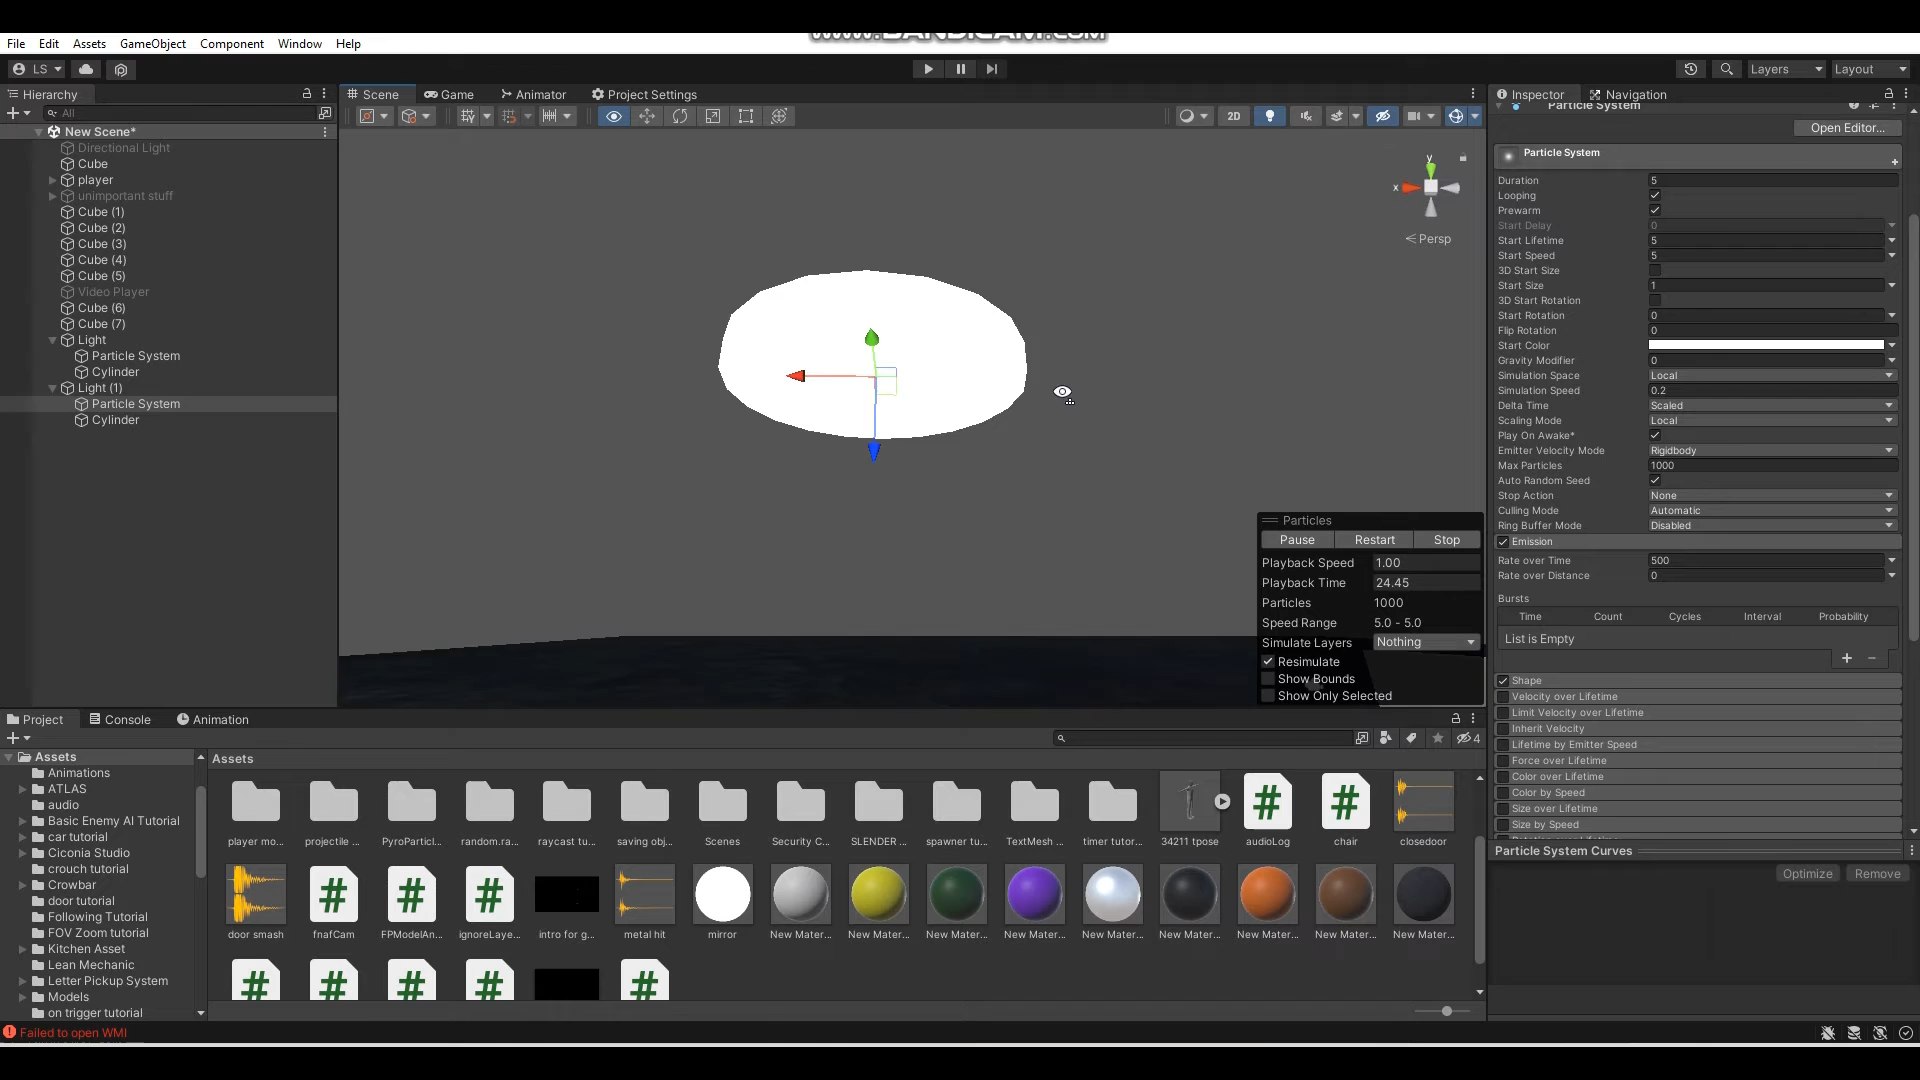 www.BANDICAM.com
File Edit Assets GameObject Component Window Help
LS Layers Layout
Hierarchy
All
New Scene*
Directional Light
Cube
player
unimportant stuff
Cube (1)
Cube (2)
Cube (3)
Cube (4)
Cube (5)
Video Player
Cube (6)
Cube (7)
Light
Particle System
Cylinder
Light (1)
Particle System
Cylinder
Scene Game Animator Project Settings
2D
y
x
Persp
Particles
Pause Restart Stop
Playback Speed 1.00
Playback Time 24.45
Particles 1000
Speed Range 5.0 - 5.0
Simulate Layers Nothing
Resimulate
Show Bounds
Show Only Selected
Inspector Navigation
Particle System
Open Editor...
Particle System
Duration 5
Looping
Prewarm
Start Delay 0
Start Lifetime 5
Start Speed 5
3D Start Size
Start Size 1
3D Start Rotation
Start Rotation 0
Flip Rotation 0
Start Color
Gravity Modifier 0
Simulation Space Local
Simulation Speed 0.2
Delta Time Scaled
Scaling Mode Local
Play On Awake*
Emitter Velocity Mode Rigidbody
Max Particles 1000
Auto Random Seed
Stop Action None
Culling Mode Automatic
Ring Buffer Mode Disabled
Emission
Rate over Time 500
Rate over Distance 0
Bursts
Time Count Cycles Interval Probability
List is Empty
Shape
Velocity over Lifetime
Limit Velocity over Lifetime
Inherit Velocity
Lifetime by Emitter Speed
Force over Lifetime
Color over Lifetime
Color by Speed
Size over Lifetime
Size by Speed
Particle System Curves
Optimize Remove
Project Console Animation
4
Assets
Animations
ATLAS
audio
Basic Enemy AI Tutorial
car tutorial
Ciconia Studio
crouch tutorial
Crowbar
door tutorial
Following Tutorial
FOV Zoom tutorial
Kitchen Asset
Lean Mechanic
Letter Pickup System
Models
on trigger tutorial
Assets
player mo... projectile ... PyroParticl... random.ra... raycast tu... saving obj... Scenes Security C... SLENDER ... spawner tu... TextMesh ... timer tutor... 34211 tpose audioLog chair closedoor
door smash fnafCam FPModelAn... ignoreLaye... intro for g... metal hit mirror New Mater... New Mater... New Mater... New Mater... New Mater... New Mater... New Mater... New Mater... New Mater...
Failed to open WMI